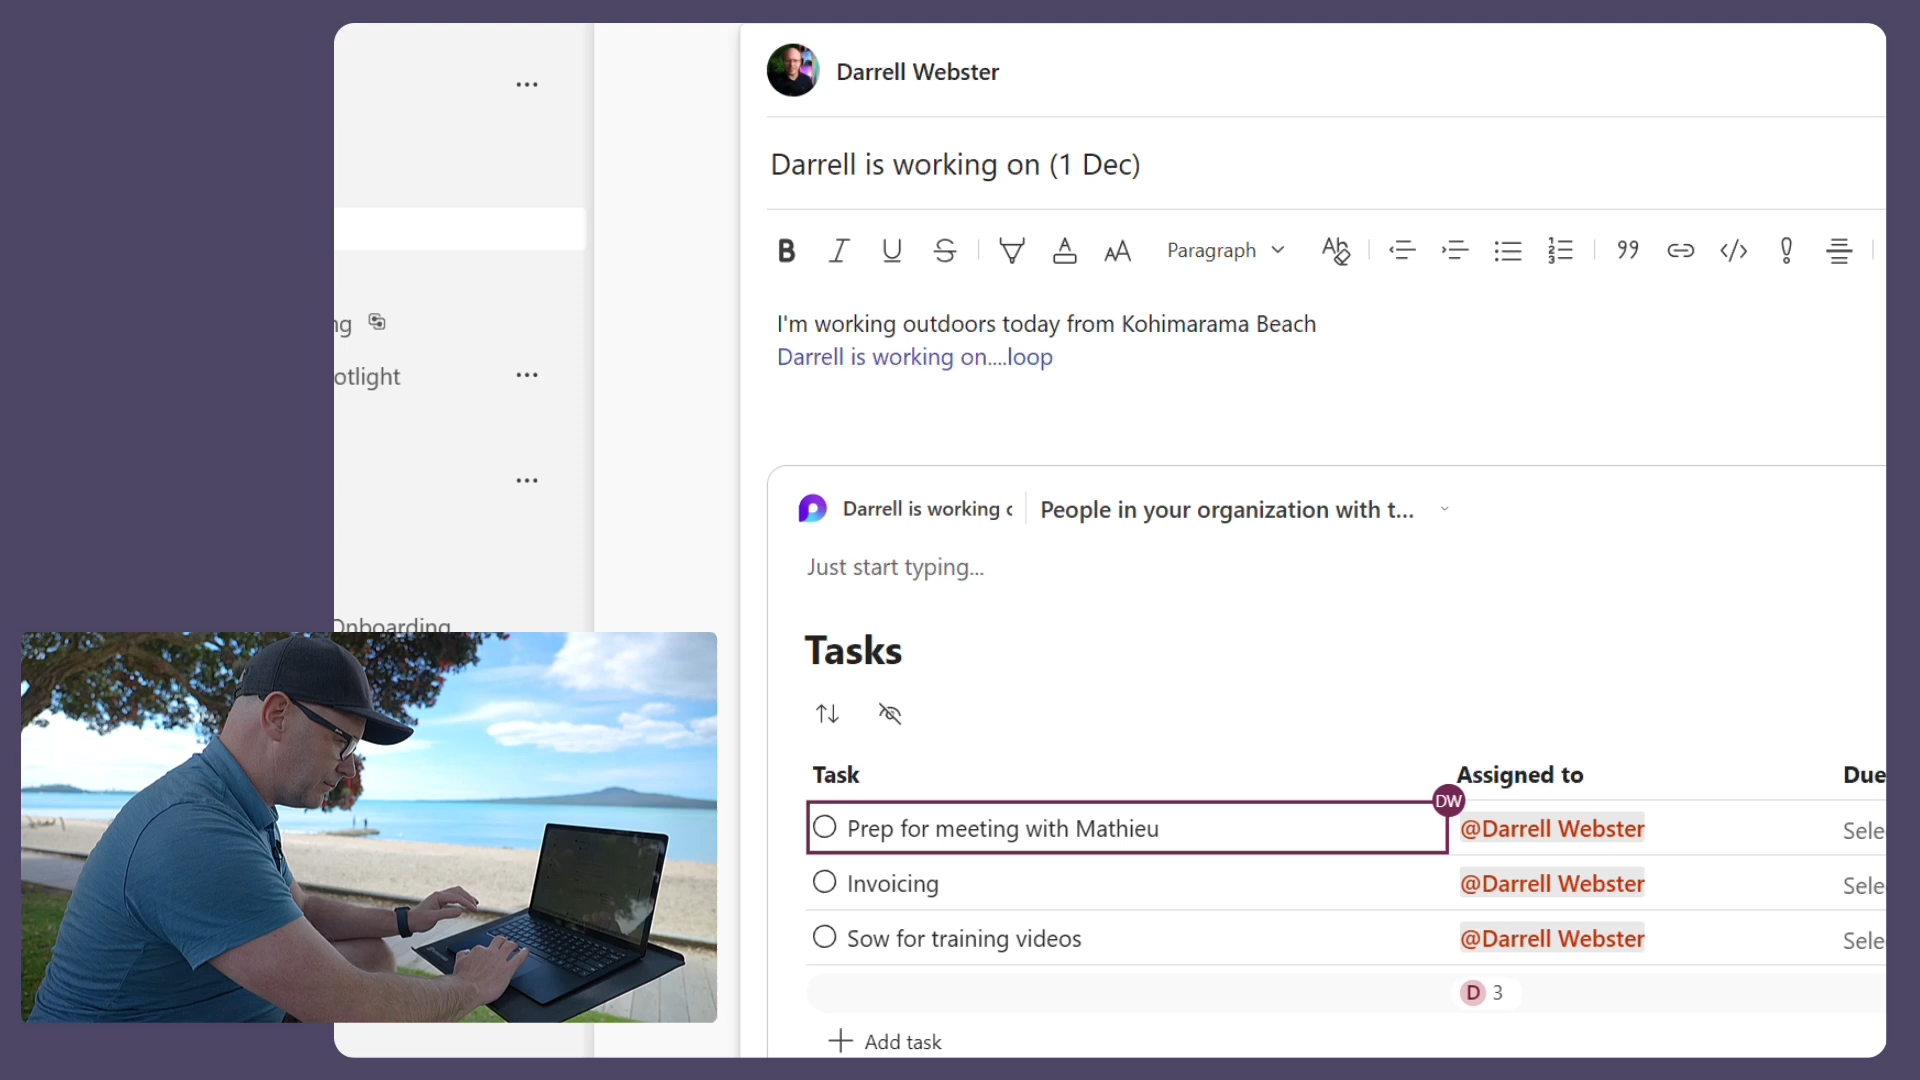 Darrell Webster
Darrell is working on (1 Dec)
Paragraph
I'm working outdoors today from Kohimarama Beach
Darrell is working on....loop
ng
otlight
Onboarding
Darrell is working o
People in your organization with t...
Just start typing...
Tasks
Task Assigned to Due
DW
Prep for meeting with Mathieu @Darrell Webster Sele
Invoicing @Darrell Webster Sele
Sow for training videos @Darrell Webster Sele
D 3
Add task